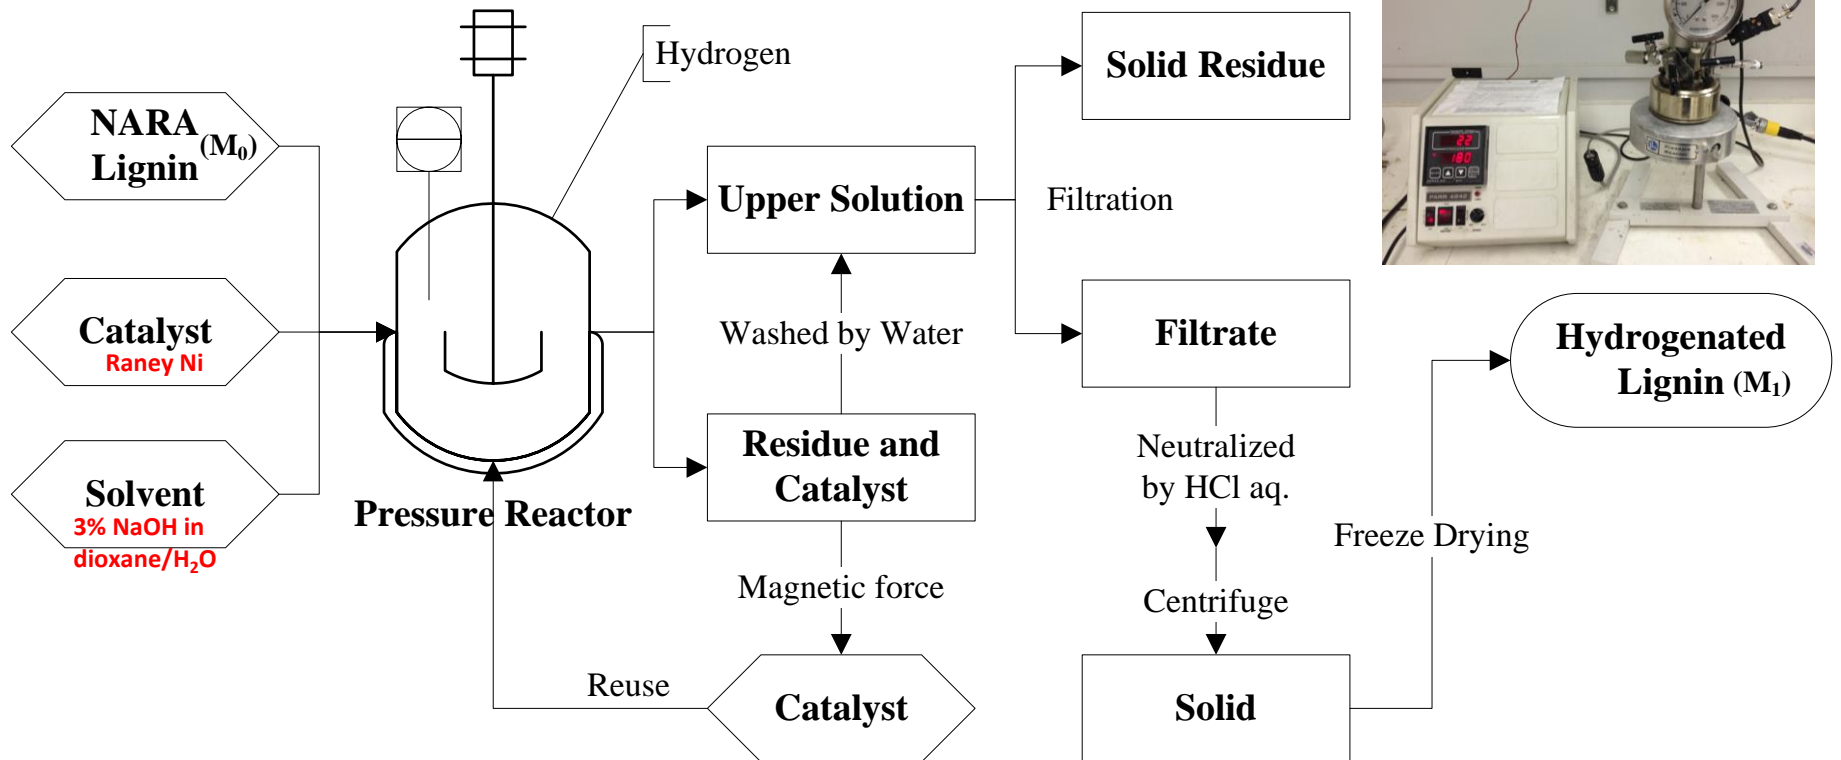 NARA
Lignin (M₀)
Catalyst
Raney Ni
Solvent
3% NaOH in
dioxane/H₂O
Hydrogen
Pressure Reactor
Upper Solution
Washed by Water
Residue and
Catalyst
Magnetic force
Catalyst
Reuse
Filtration
Solid Residue
Filtrate
Neutralized
by HCl aq.
Centrifuge
Solid
Freeze Drying
Hydrogenated
Lignin (M₁)
22
180
PARR 4842